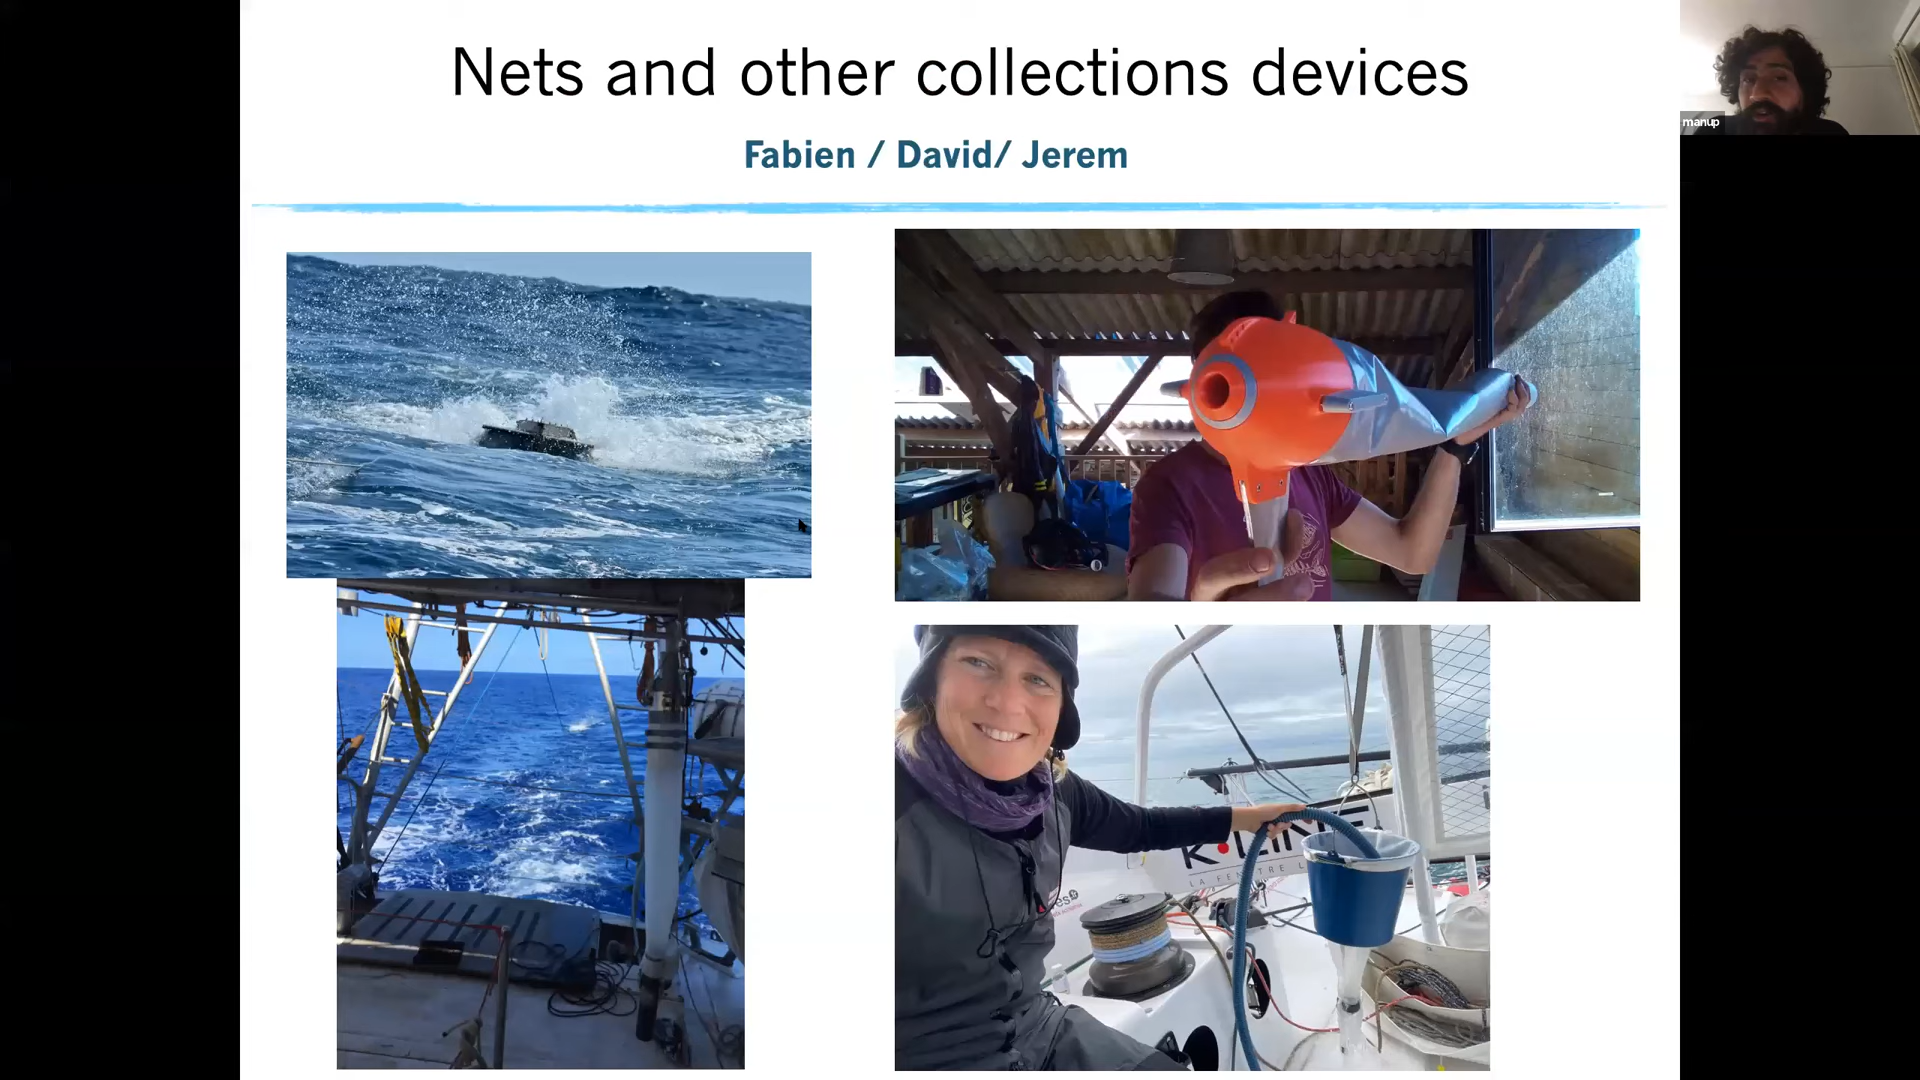 Nets and other collections devices
Fabien / David/ Jerem
manup
K•LINE